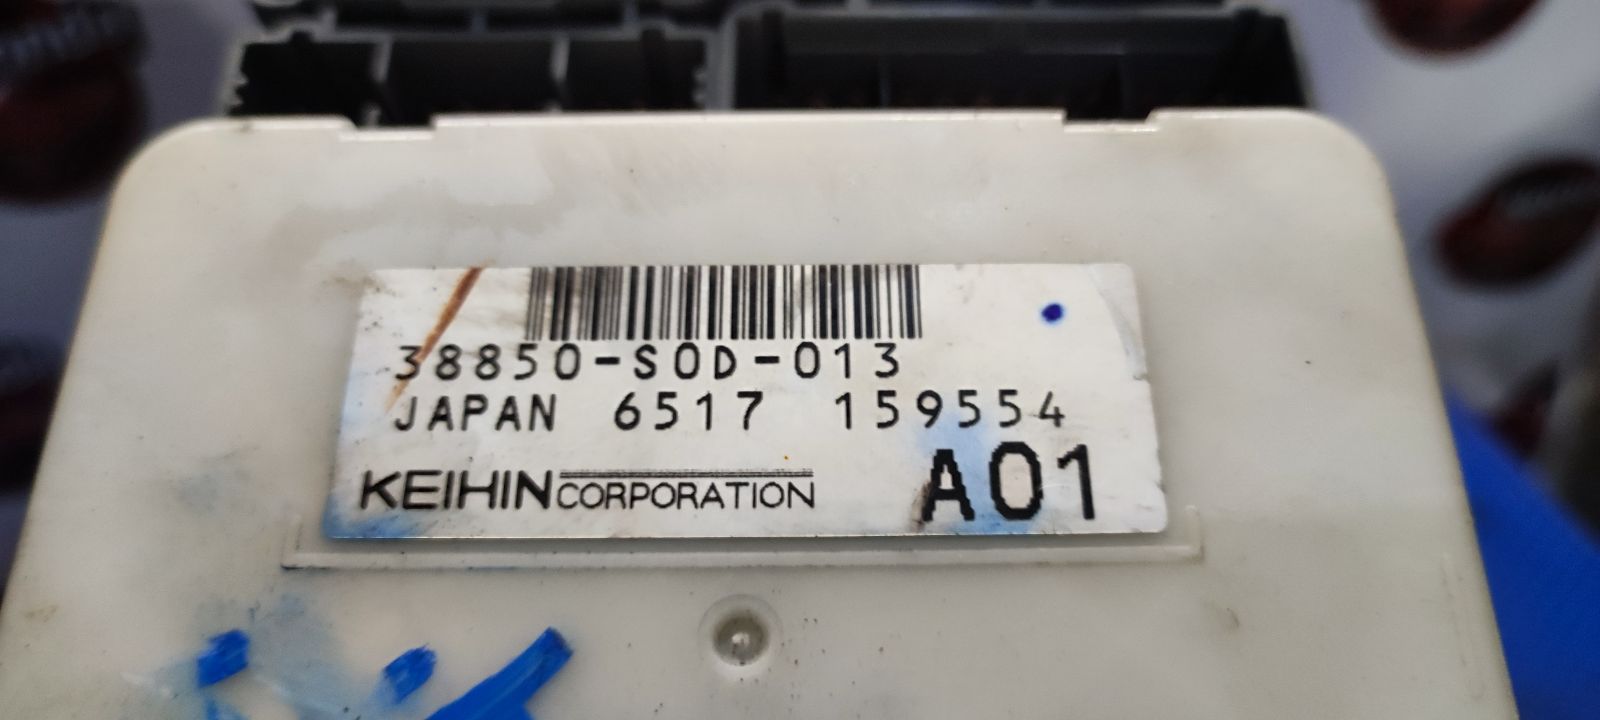 38850-S0D-013
JAPAN 6517 159554
KEIHIN CORPORATION
A01